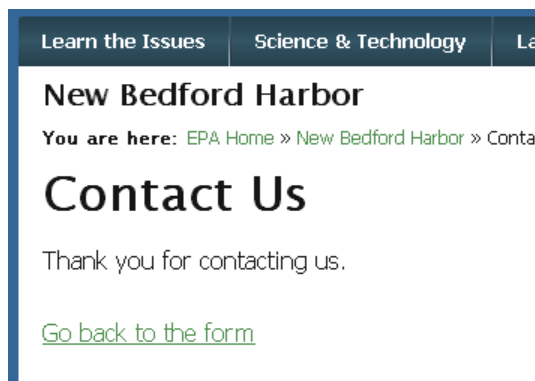 Learn the Issues Science & Technology
New Bedford Harbor
You are here: EPA Home » New Bedford Harbor »
Contact Us
Thank you for contacting us.
Go back to the form